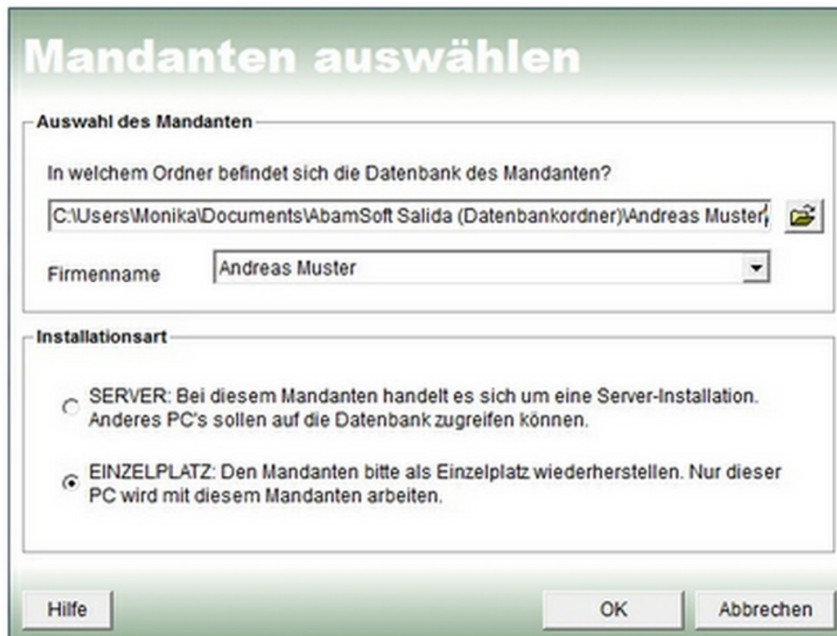 Mandanten auswählen
Auswahl des Mandanten
In welchem Ordner befindet sich die Datenbank des Mandanten?
C:\Users\Monika\Documents\AbamSoft Salida (Datenbankordner)\Andreas Muster
Firmenname
Andreas Muster
Installationsart
SERVER: Bei diesem Mandanten handelt es sich um eine Server-Installation.
Anderes PC's sollen auf die Datenbank zugreifen können.
EINZELPLATZ: Den Mandanten bitte als Einzelplatz wiederherstellen. Nur dieser
PC wird mit diesem Mandanten arbeiten.
Hilfe
OK
Abbrechen